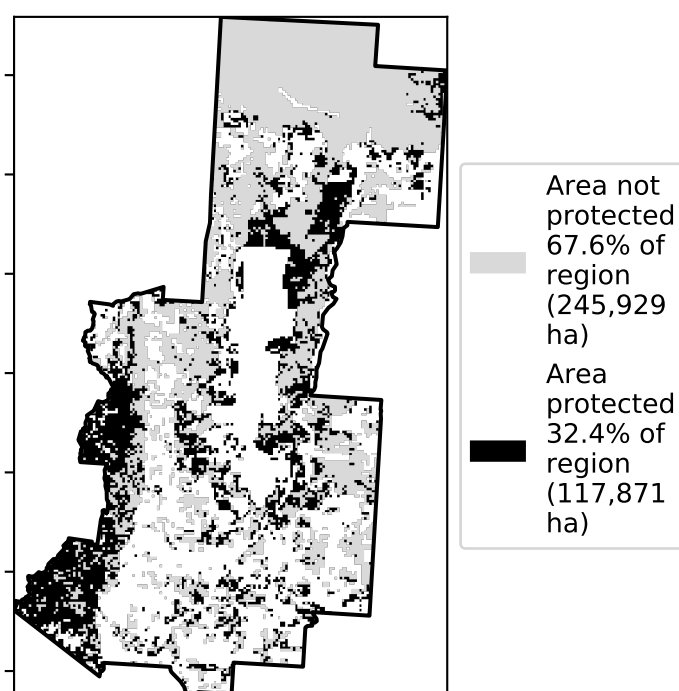 Area not
protected
67.6% of
region
(245,929
ha)
Area
protected
32.4% of
region
(117,871
ha)